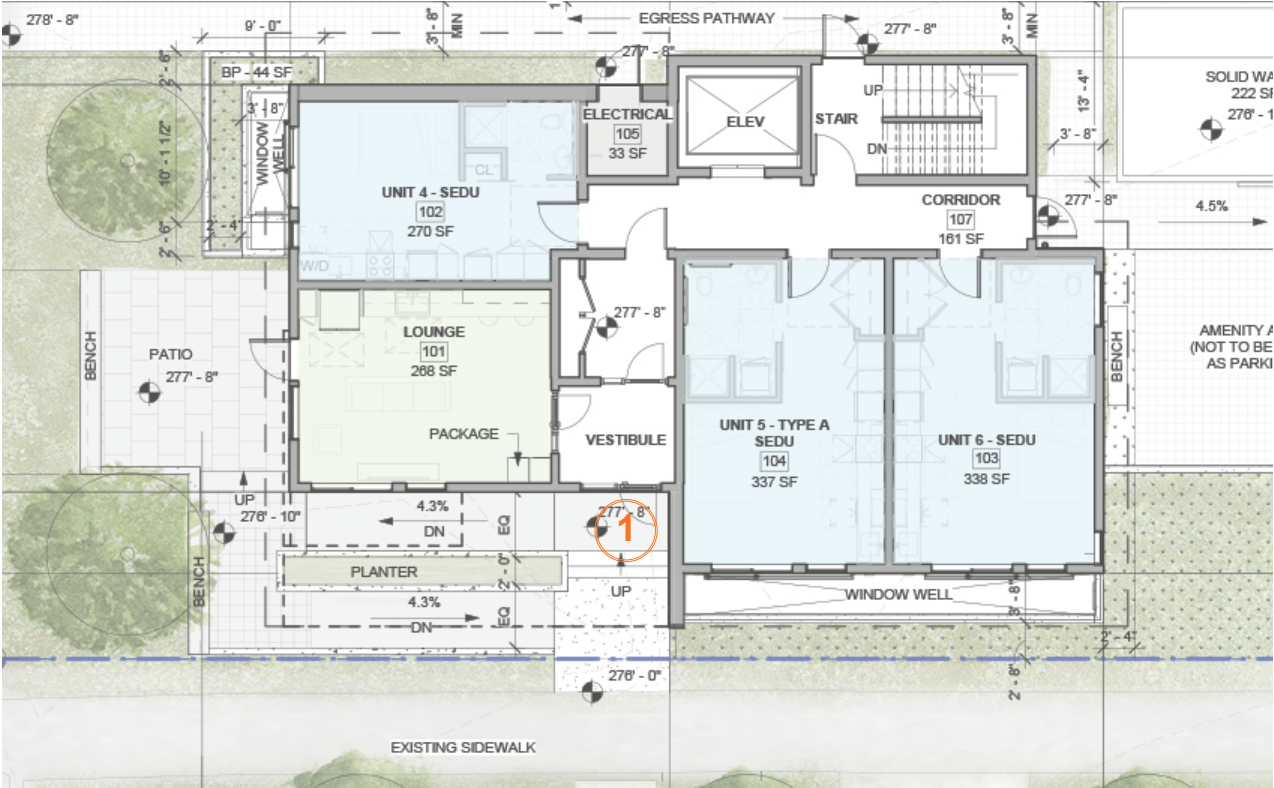 278' - 8"
9' - 0"
3' - 8"
MIN
1
EGRESS PATHWAY
277' - 8"
3' - 8"
MIN
2' - 6"
BP - 44 SF
277' - 8"
SOLID WA
222 SF
276' - 1
13' - 4"
3' - 8"
UP
STAIR
ELEV
DN
ELECTRICAL
105
33 SF
3' - 8"
WINDOW
WELL
10' - 1 1/2"
CL
UNIT 4 - SEDU
102
270 SF
2' - 4"
2' - 6"
W/D
CORRIDOR
107
161 SF
277' - 8"
4.5%
277' - 8"
LOUNGE
101
268 SF
BENCH
PATIO
277' - 8"
BENCH
AMENITY A
(NOT TO BE
AS PARKI
PACKAGE
VESTIBULE
UNIT 5 - TYPE A
SEDU
104
337 SF
UNIT 6 - SEDU
103
338 SF
UP
276' - 10"
4.3%
DN
EQ
277' - 8"
1
BENCH
PLANTER
2' - 0"
UP
WINDOW WELL
3' - 8"
4.3%
DN
EQ
2' - 4"
276' - 0"
2' - 8"
EXISTING SIDEWALK